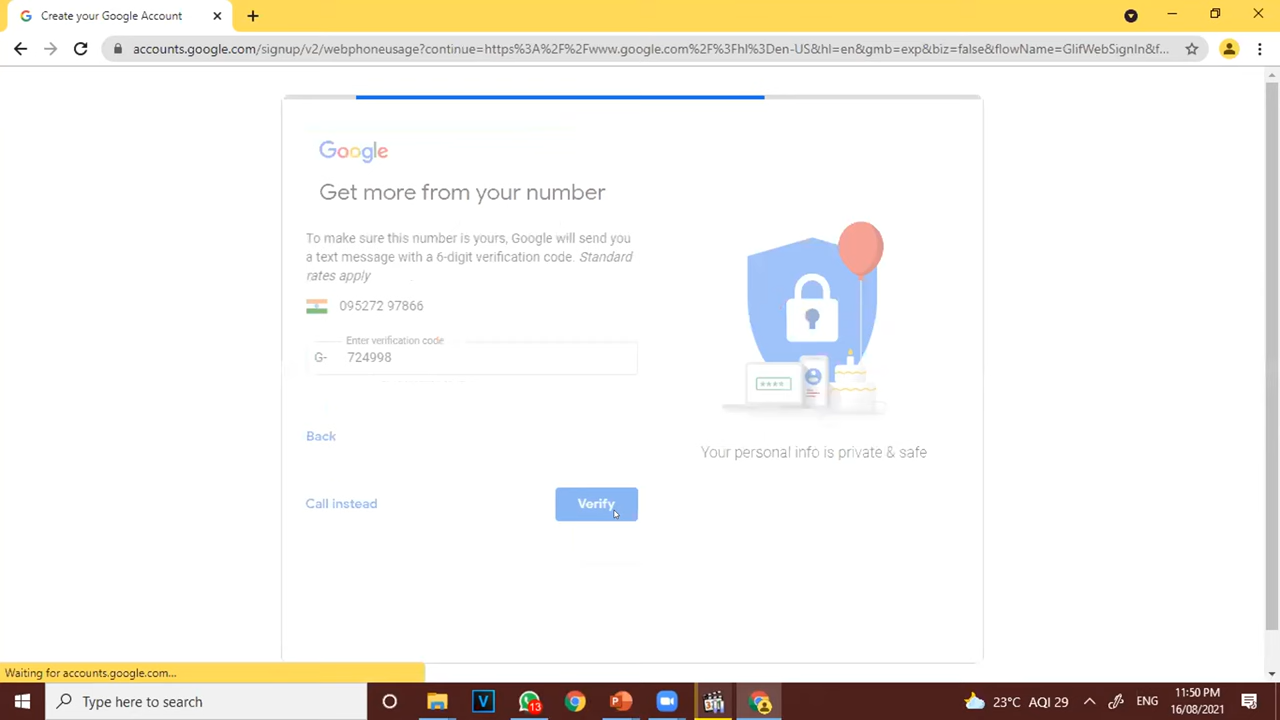 Create your Google Account
accounts.google.com/signup/v2/webphoneusage?continue=https%3A%2F%2Fwww.google.com%2F%3Fhl%3Den-US&hl=en&gmb=exp&biz=false&flowName=GlifWebSignIn&f...
Google
Get more from your number
To make sure this number is yours, Google will send you
a text message with a 6-digit verification code. Standard
rates apply
095272 97866
Enter verification code
G- 724998
Back
Call instead
Verify
Your personal info is private & safe
Waiting for accounts.google.com...
Type here to search
V
13
23°C AQI 29
ENG
11:50 PM
16/08/2021